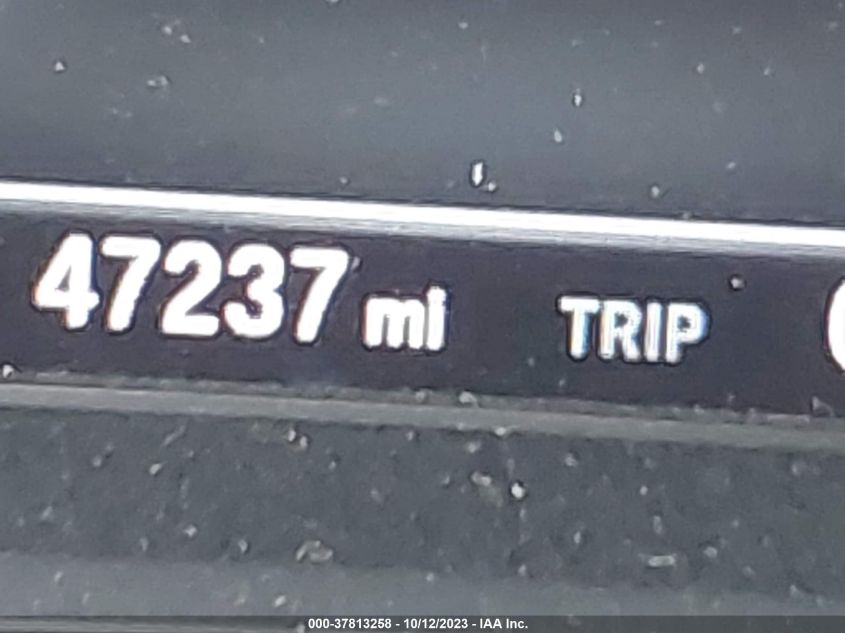 47237 mi TRIP
000-37813258 - 10/12/2023 - IAA Inc.